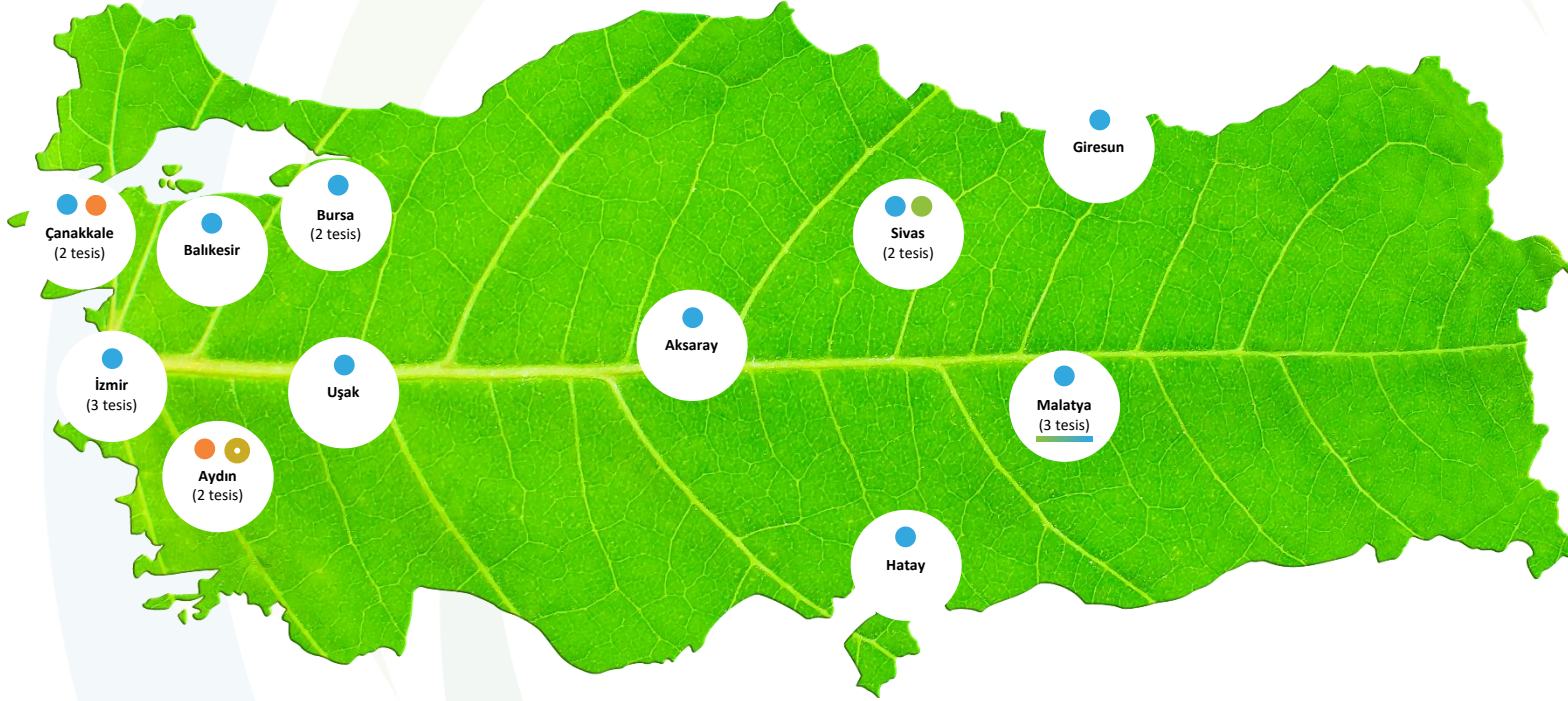 Giresun
Çanakkale
(2 tesis)
Balıkesir
Bursa
(2 tesis)
Sivas
(2 tesis)
Aksaray
İzmir
(3 tesis)
Uşak
Malatya
(3 tesis)
Aydın
(2 tesis)
Hatay